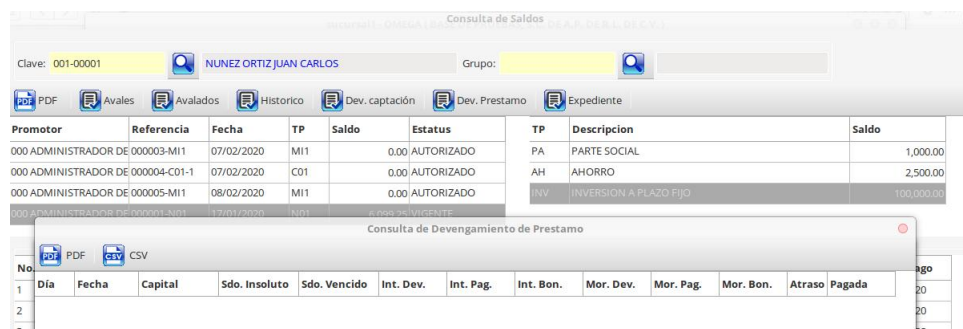 Consulta de Saldos
Clave: 001-00001 NUNEZ ORTIZ JUAN CARLOS Grupo:
PDF Avales Avalados Historico Dev. captación Dev. Prestamo Expediente
Promotor Referencia Fecha TP Saldo Estatus TP Descripcion Saldo
000 ADMINISTRADOR DE 000003-MI1 07/02/2020 MI1 0.00 AUTORIZADO PA PARTE SOCIAL 1,000.00
000 ADMINISTRADOR DE 000004-C01-1 07/02/2020 C01 0.00 AUTORIZADO AH AHORRO 2,500.00
000 ADMINISTRADOR DE 000005-MI1 08/02/2020 MI1 0.00 AUTORIZADO INV INVERSION A PLAZO FIJO 100,000.00
000 ADMINISTRADOR DE 000001-N01 17/01/2020 N01 6,099.25 VIGENTE
Consulta de Devengamiento de Prestamo
PDF CSV
No. ago
Día Fecha Capital Sdo. Insoluto Sdo. Vencido Int. Dev. Int. Pag. Int. Bon. Mor. Dev. Mor. Pag. Mor. Bon. Atraso Pagada
1 20
2 20